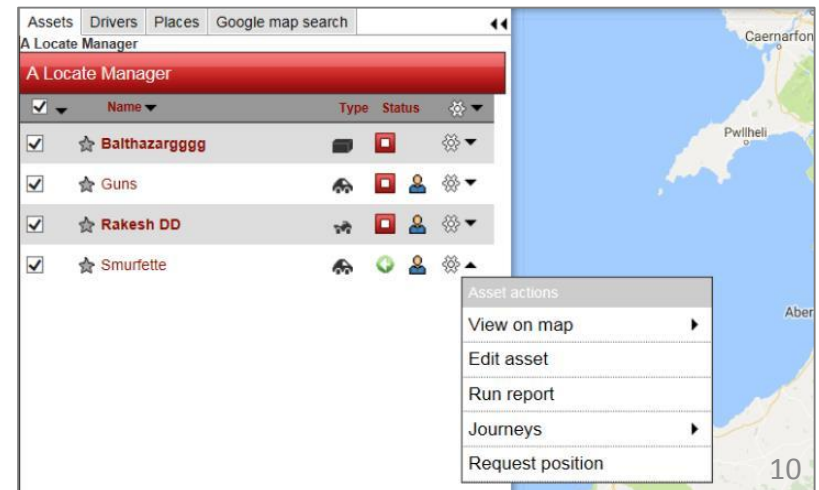 Assets Drivers Places Google map search
A Locate Manager
A Locate Manager
Name Type Status
Balthazargggg
Guns
Rakesh DD
Smurfette
Asset actions
View on map
Edit asset
Run report
Journeys
Request position
Caernarfon
Pwllheli
Aber
10